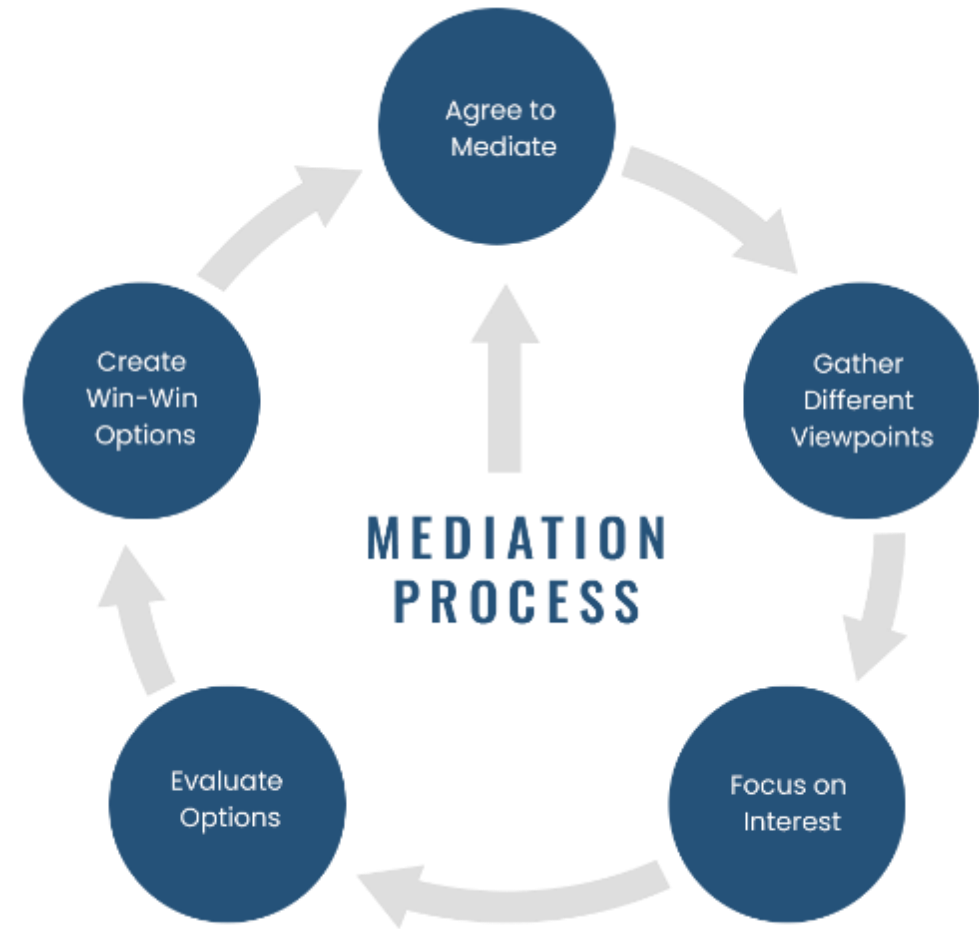 Agree to
Mediate
Gather
Different
Viewpoints
Focus on
Interest
Evaluate
Options
Create
Win-Win
Options
MEDIATION
PROCESS